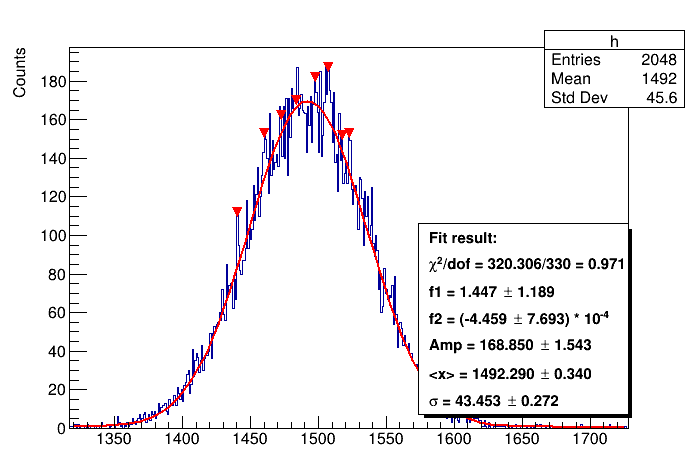 h
Entries 2048
Mean 1492
Std Dev 45.6
Counts
180
160
140
120
100
80
60
40
20
0
Fit result:
χ²/dof = 320.306/330 = 0.971
f1 = 1.447 ± 1.189
f2 = (-4.459 ± 7.693) * 10⁻⁴
Amp = 168.850 ± 1.543
<x> = 1492.290 ± 0.340
σ = 43.453 ± 0.272
1350 1400 1450 1500 1550 1600 1650 1700